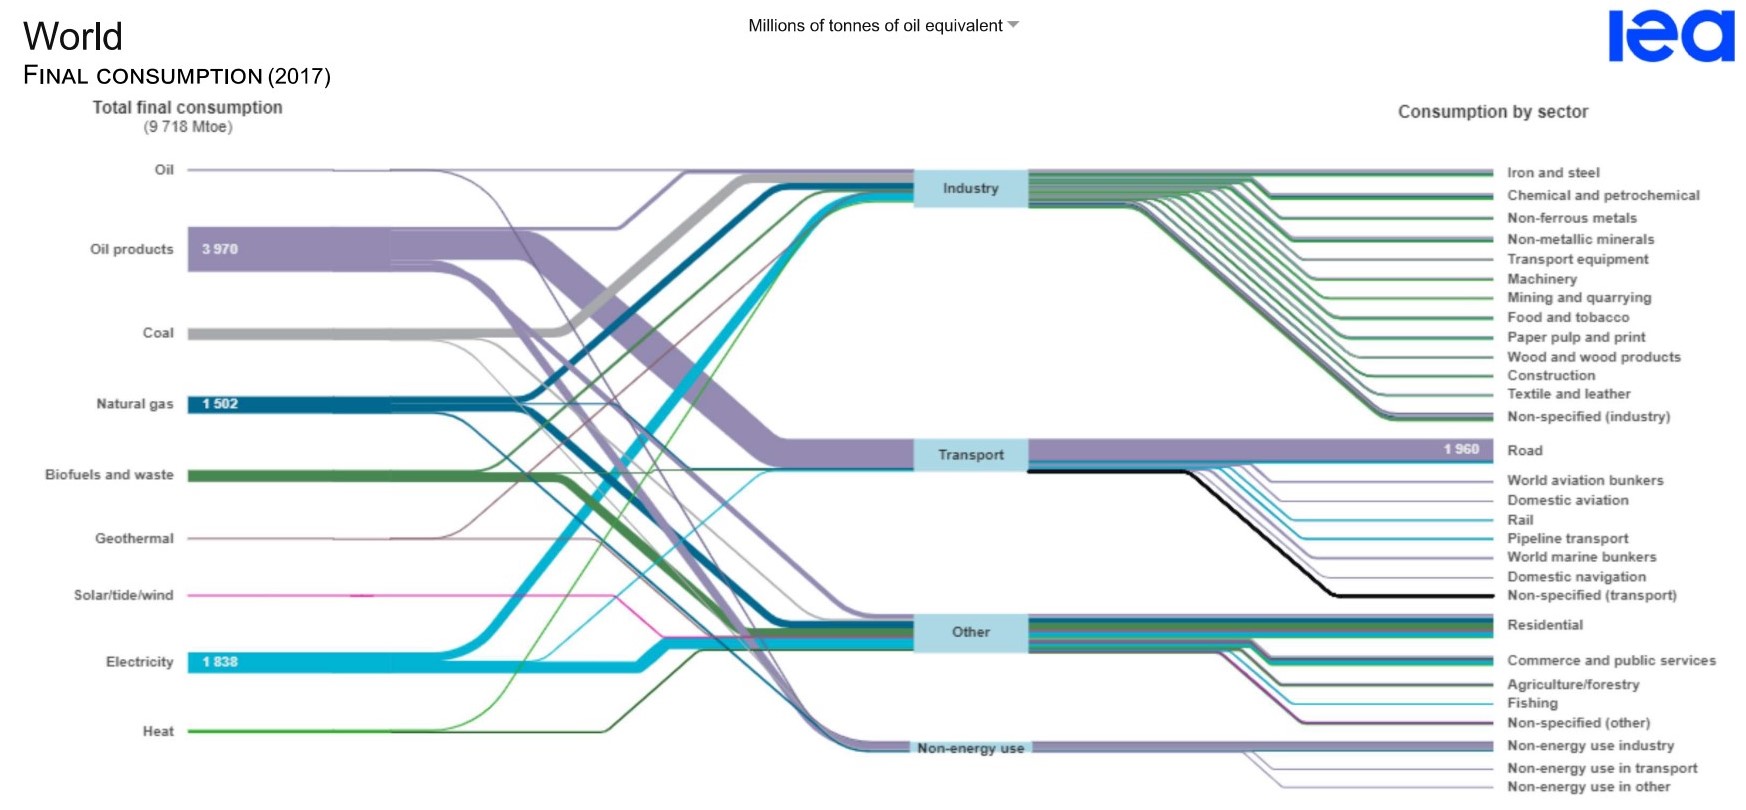 World
FINAL CONSUMPTION (2017)
Millions of tonnes of oil equivalent
iea
Total final consumption
(9 718 Mtoe)
Consumption by sector
Oil
Oil products
3 970
Coal
Natural gas
1 502
Biofuels and waste
Geothermal
Solar/tide/wind
Electricity
1 838
Heat
Industry
Transport
Other
Non-energy use
Iron and steel
Chemical and petrochemical
Non-ferrous metals
Non-metallic minerals
Transport equipment
Machinery
Mining and quarrying
Food and tobacco
Paper pulp and print
Wood and wood products
Construction
Textile and leather
Non-specified (industry)
1 960
Road
World aviation bunkers
Domestic aviation
Rail
Pipeline transport
World marine bunkers
Domestic navigation
Non-specified (transport)
Residential
Commerce and public services
Agriculture/forestry
Fishing
Non-specified (other)
Non-energy use industry
Non-energy use in transport
Non-energy use in other